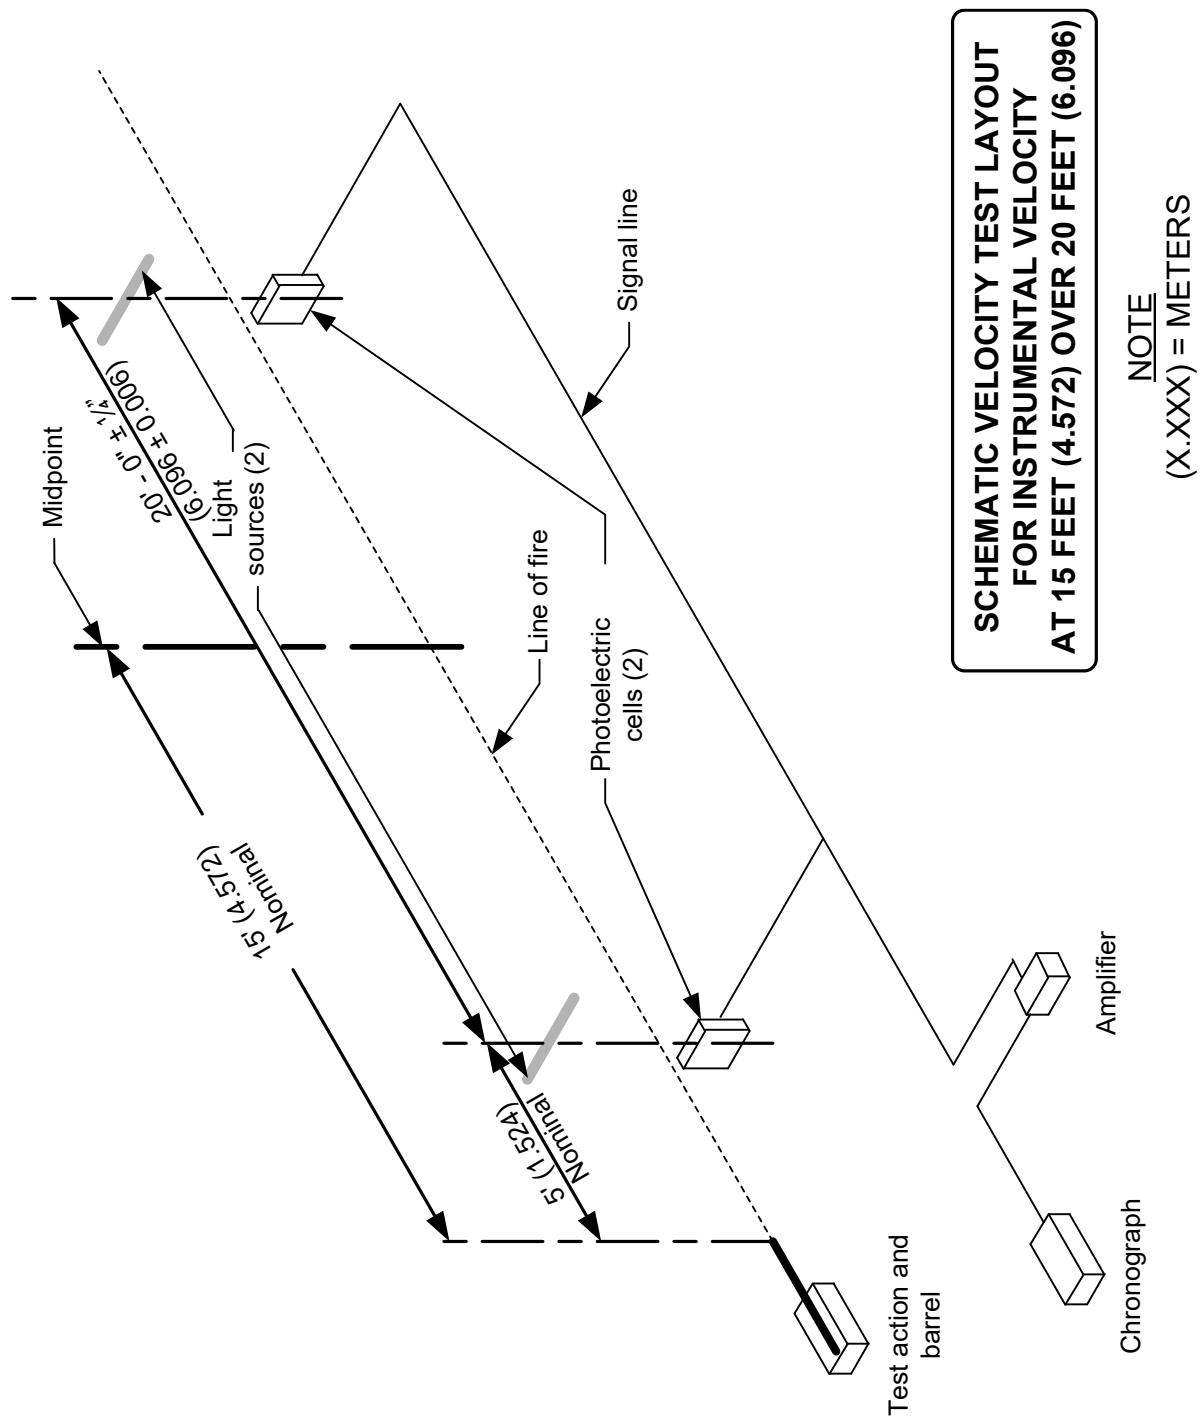 Midpoint
20' - 0" ± 1/4"
(6.096 ± 0.006)
Light
sources (2)
15' (4.572)
Nominal
5' (1.524)
Nominal
Line of fire
Signal line
Photoelectric
cells (2)
Test action and
barrel
Amplifier
Chronograph
SCHEMATIC VELOCITY TEST LAYOUT
FOR INSTRUMENTAL VELOCITY
AT 15 FEET (4.572) OVER 20 FEET (6.096)
NOTE
(X.XXX) = METERS